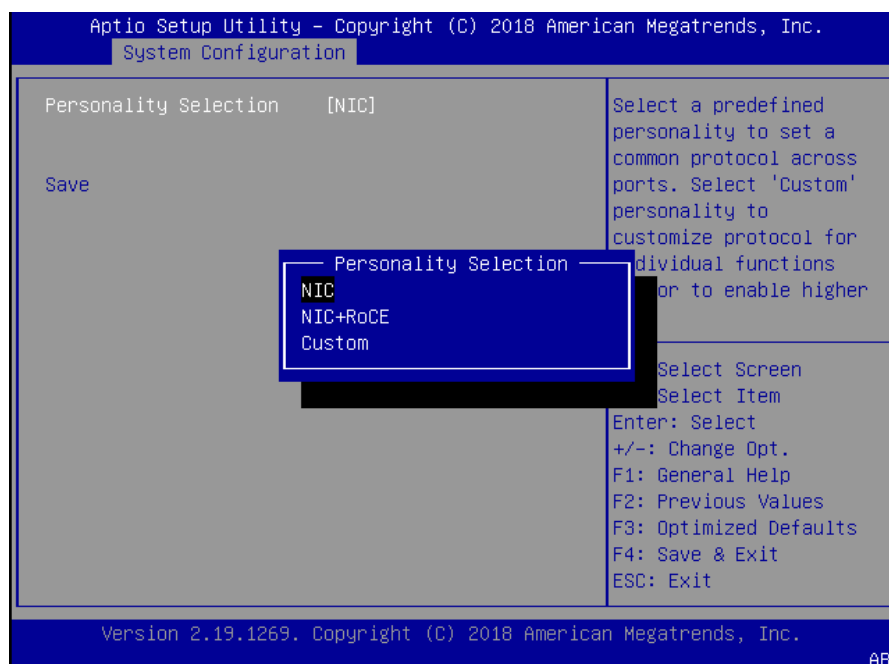 Aptio Setup Utility – Copyright (C) 2018 American Megatrends, Inc.
System Configuration
Personality Selection [NIC]
Save
Select a predefined
personality to set a
common protocol across
ports. Select 'Custom'
personality to
customize protocol for
dividual functions
or to enable higher
Personality Selection
NIC
NIC+RoCE
Custom
Select Screen
Select Item
Enter: Select
+/-: Change Opt.
F1: General Help
F2: Previous Values
F3: Optimized Defaults
F4: Save & Exit
ESC: Exit
Version 2.19.1269. Copyright (C) 2018 American Megatrends, Inc.
AP